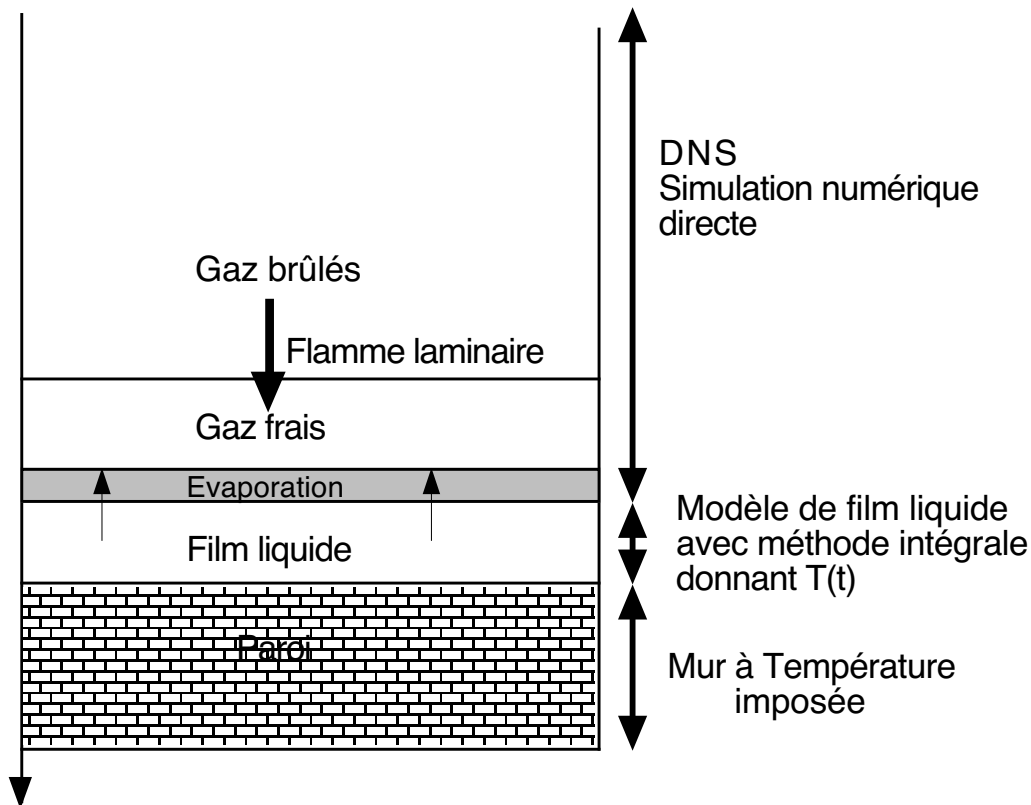 DNS
Simulation numérique
directe
Gaz brûlés
Flamme laminaire
Gaz frais
Evaporation
Film liquide
Modèle de film liquide
avec méthode intégrale
donnant T(t)
Paroi
Mur à Température
imposée